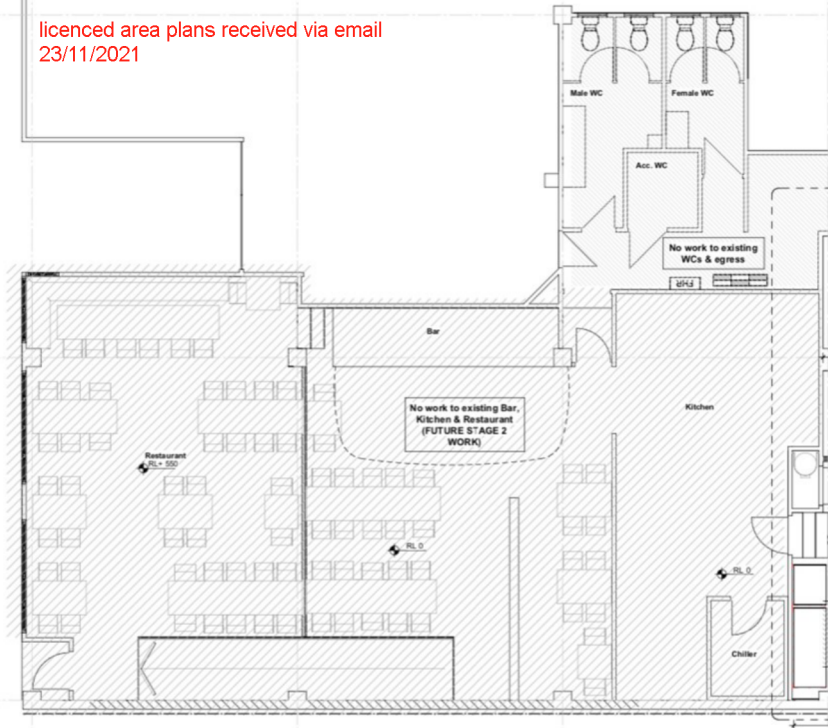 licenced area plans received via email
23/11/2021
Male WC
Female WC
Acc. WC
No work to existing
WCs & egress
FHR
Bar
No work to existing Bar,
Kitchen & Restaurant
(FUTURE STAGE 2
WORK)
Kitchen
Restaurant
RL+ 550
RL 0
RL 0
Chiller